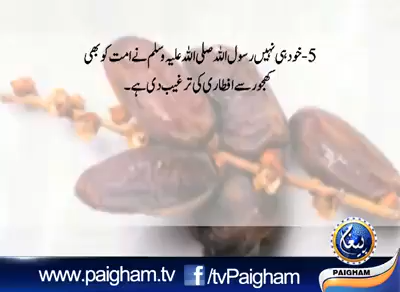 5-خود ہی نہیں رسول اللہ صلی اللہ علیہ وسلم نے امت کو بھی
کھجور سے افطاری کی ترغیب دی ہے۔
پیغام
PAIGHAM
www.paigham.tv f/tvPaigham